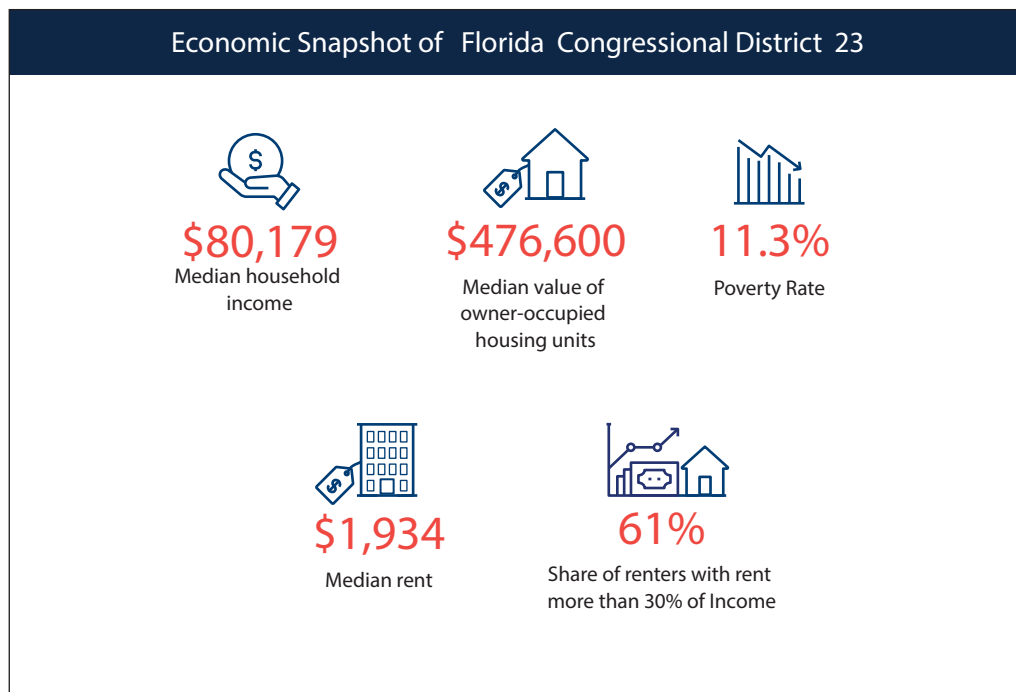 Economic Snapshot of Florida Congressional District 23
$
$80,179
Median household
income
$
$476,600
Median value of
owner-occupied
housing units
11.3%
Poverty Rate
$
$1,934
Median rent
61%
Share of renters with rent
more than 30% of Income